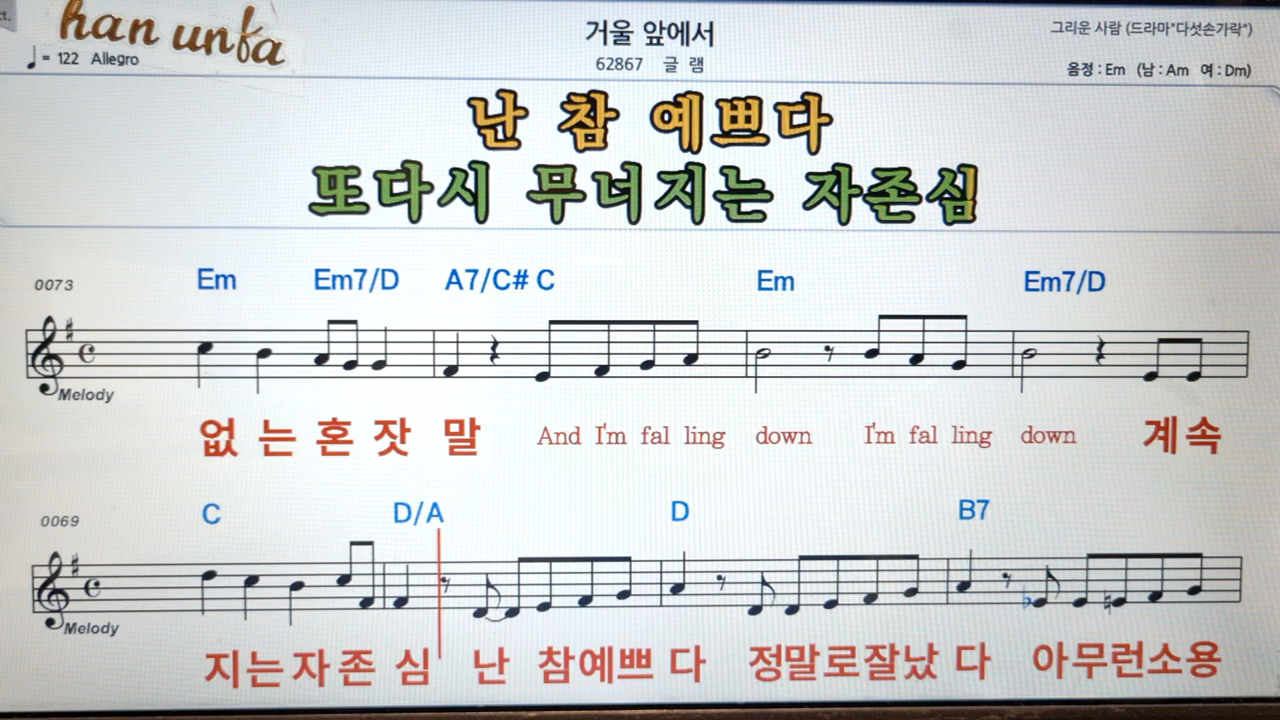 ct.
han unfa
♩= 122 Allegro
거울 앞에서
62867 글 램
그리운 사람 (드라마"다섯손가락")
음정 : Em (남 : Am 여 : Dm)
난 참 예쁘다
또다시 무너지는 자존심
0073 Em Em7/D A7/C# C Em Em7/D
Melody
없 는 혼 잣 말 And I'm fal ling down I'm fal ling down 계 속
0069 C D/A D B7
Melody
지는자존 심 난 참예쁘 다 정말로잘났 다 아무런소용